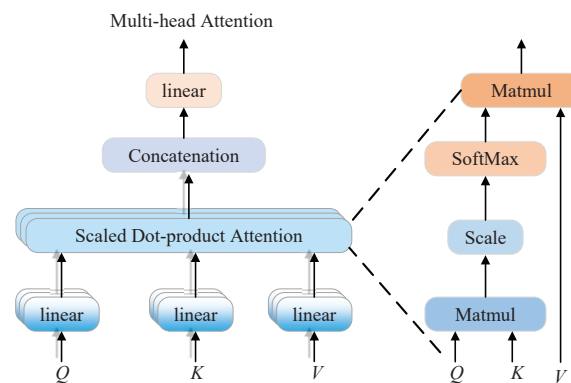 Multi-head Attention
linear
Concatenation
Scaled Dot-product Attention
linear
linear
linear
Q
K
V
Matmul
SoftMax
Scale
Matmul
Q
K
V